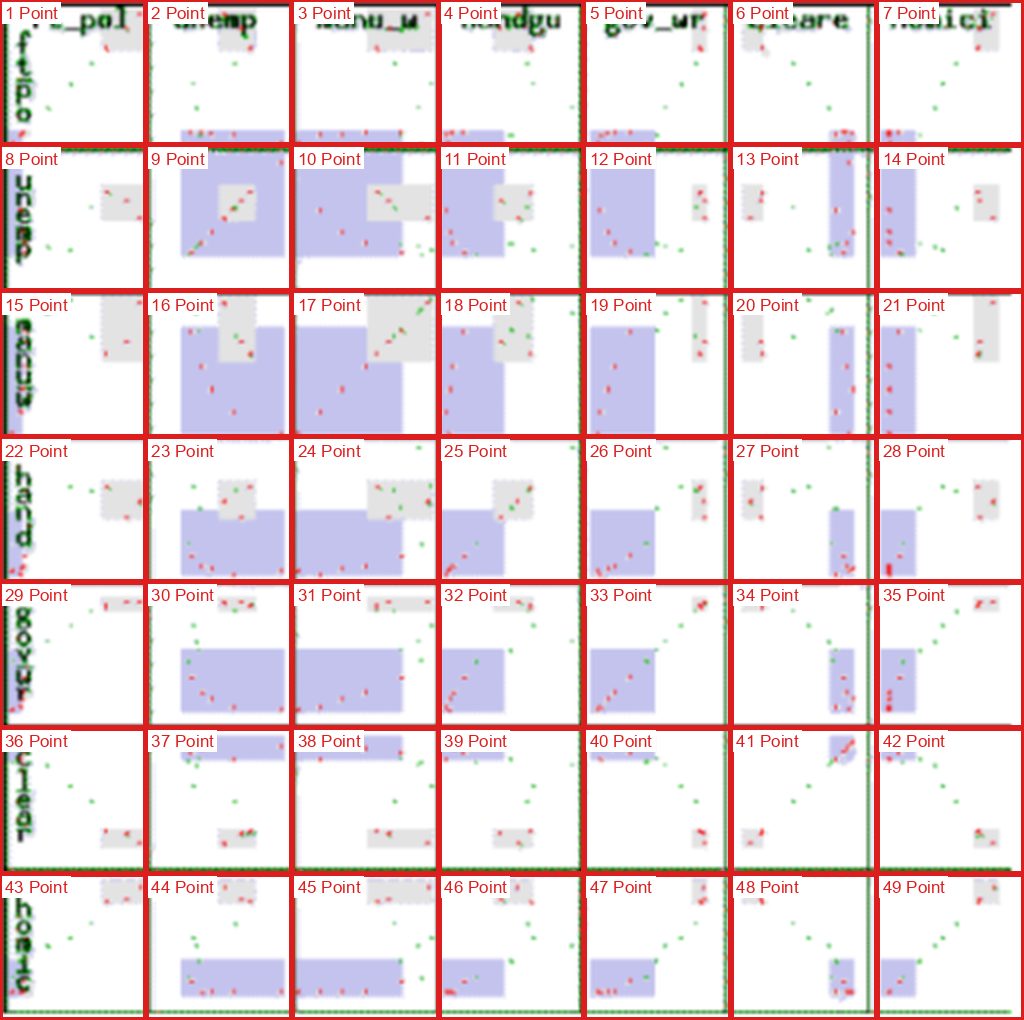 1 Point 2 Point 3 Point 4 Point 5 Point 6 Point 7 Point
unemp manu_w handgu gov_wr
8 Point 9 Point 10 Point 11 Point 12 Point 13 Point 14 Point
15 Point 16 Point 17 Point 18 Point 19 Point 20 Point 21 Point
22 Point 23 Point 24 Point 25 Point 26 Point 27 Point 28 Point
29 Point 30 Point 31 Point 32 Point 33 Point 34 Point 35 Point
36 Point 37 Point 38 Point 39 Point 40 Point 41 Point 42 Point
43 Point 44 Point 45 Point 46 Point 47 Point 48 Point 49 Point